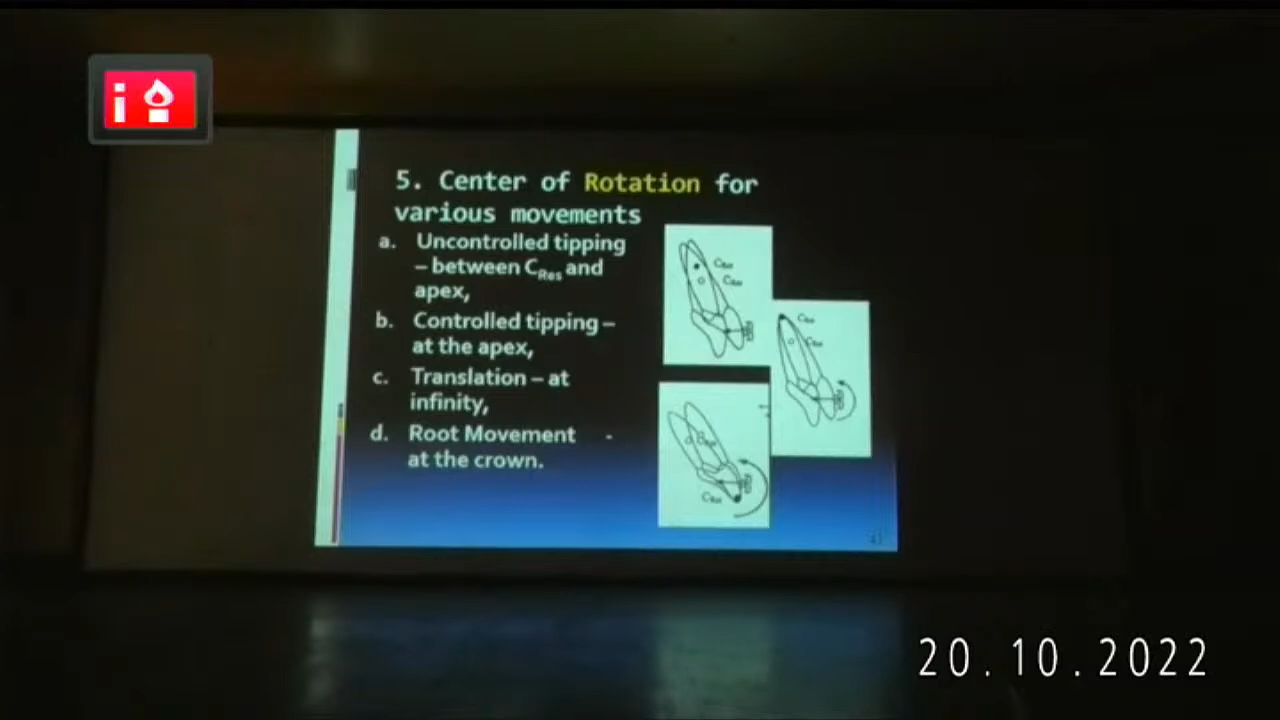 5. Center of Rotation for
various movements
a. Uncontrolled tipping
– between CRes and
apex,
b. Controlled tipping –
at the apex,
c. Translation – at
infinity,
d. Root Movement -
at the crown.
20.10.2022